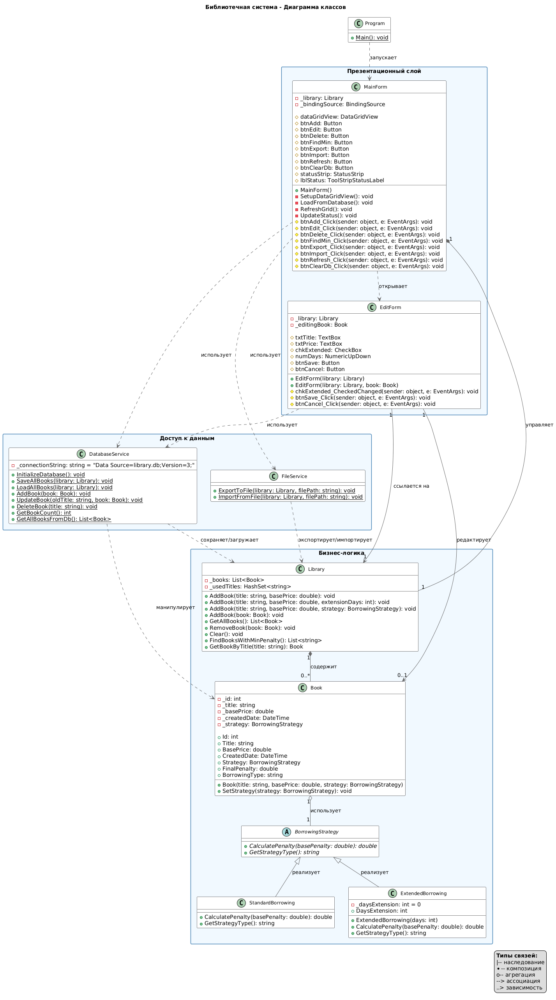 Библиотечная система - Диаграмма классов
C Program
Main(): void
запускает
Презентационный слой
C MainForm
_library: Library
_bindingSource: BindingSource
dataGridView: DataGridView
btnAdd: Button
btnEdit: Button
btnDelete: Button
btnFindMin: Button
btnExport: Button
btnImport: Button
btnRefresh: Button
btnClearDb: Button
statusStrip: StatusStrip
lblStatus: ToolStripStatusLabel
MainForm()
SetupDataGridView(): void
LoadFromDatabase(): void
RefreshGrid(): void
UpdateStatus(): void
btnAdd_Click(sender: object, e: EventArgs): void
btnEdit_Click(sender: object, e: EventArgs): void
btnDelete_Click(sender: object, e: EventArgs): void
btnFindMin_Click(sender: object, e: EventArgs): void
btnExport_Click(sender: object, e: EventArgs): void
btnImport_Click(sender: object, e: EventArgs): void
btnRefresh_Click(sender: object, e: EventArgs): void
btnClearDb_Click(sender: object, e: EventArgs): void
1
открывает
C EditForm
_library: Library
_editingBook: Book
txtTitle: TextBox
txtPrice: TextBox
chkExtended: CheckBox
numDays: NumericUpDown
btnSave: Button
btnCancel: Button
EditForm(library: Library)
EditForm(library: Library, book: Book)
chkExtended_CheckedChanged(sender: object, e: EventArgs): void
btnSave_Click(sender: object, e: EventArgs): void
btnCancel_Click(sender: object, e: EventArgs): void
использует
использует
1
1
использует
управляет
Доступ к данным
C DatabaseService
_connectionString: string = "Data Source=library.db;Version=3;"
InitializeDatabase(): void
SaveAllBooks(library: Library): void
LoadAllBooks(library: Library): void
AddBook(book: Book): void
UpdateBook(oldTitle: string, book: Book): void
DeleteBook(title: string): void
GetBookCount(): int
GetAllBooksFromDb(): List<Book>
C FileService
ExportToFile(library: Library, filePath: string): void
ImportFromFile(library: Library, filePath: string): void
ссылается на
сохраняет/загружает
экспортирует/импортирует
редактирует
Бизнес-логика
1
C Library
_books: List<Book>
_usedTitles: HashSet<string>
AddBook(title: string, basePrice: double): void
AddBook(title: string, basePrice: double, extensionDays: int): void
AddBook(title: string, basePrice: double, strategy: BorrowingStrategy): void
AddBook(book: Book): void
GetAllBooks(): List<Book>
RemoveBook(book: Book): void
Clear(): void
FindBooksWithMinPenalty(): List<string>
GetBookByTitle(title: string): Book
1
манипулирует
1
содержит
0..*
0..1
C Book
_id: int
_title: string
_basePrice: double
_createdDate: DateTime
_strategy: BorrowingStrategy
Id: int
Title: string
BasePrice: double
CreatedDate: DateTime
Strategy: BorrowingStrategy
FinalPenalty: double
BorrowingType: string
Book(title: string, basePrice: double, strategy: BorrowingStrategy)
SetStrategy(strategy: BorrowingStrategy): void
1
использует
1
A BorrowingStrategy
CalculatePenalty(basePenalty: double): double
GetStrategyType(): string
реализует
реализует
C StandardBorrowing
CalculatePenalty(basePenalty: double): double
GetStrategyType(): string
C ExtendedBorrowing
_daysExtension: int = 0
DaysExtension: int
ExtendedBorrowing(days: int)
CalculatePenalty(basePenalty: double): double
GetStrategyType(): string
Типы связей:
|-- наследование
•-- композиция
o-- агрегация
--> ассоциация
..> зависимость